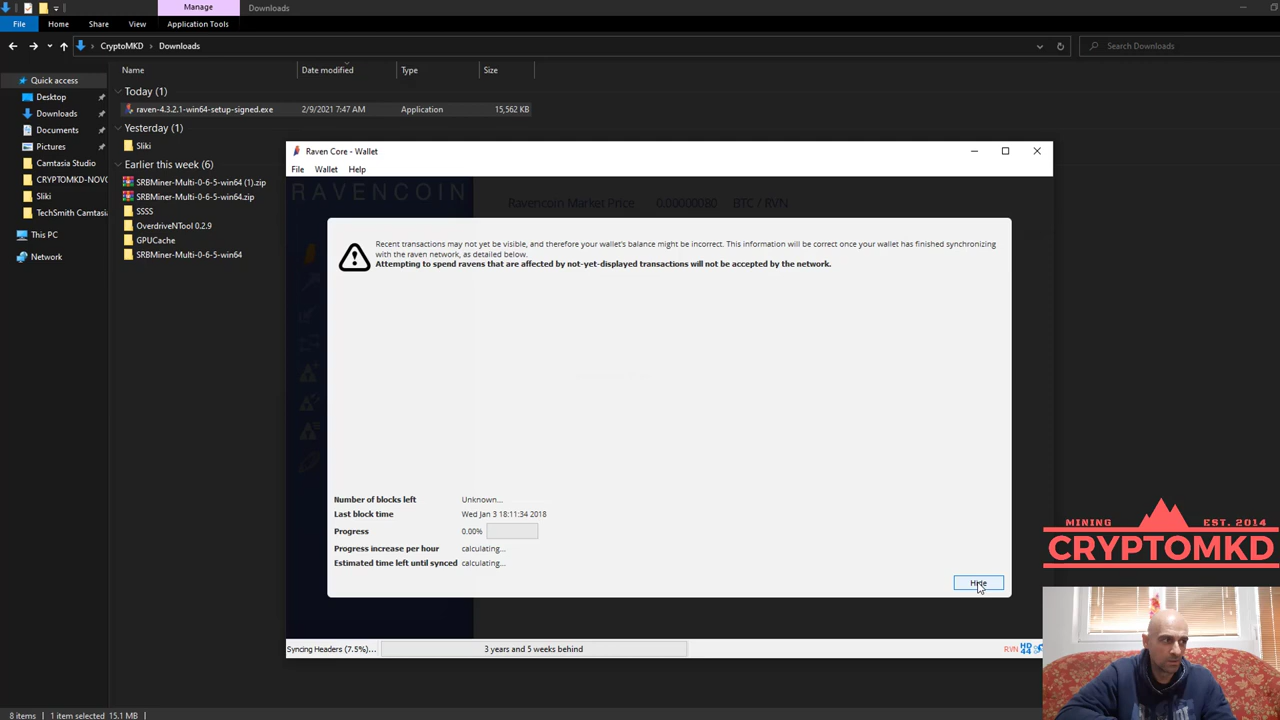 Manage
Downloads
File
Home
Share
View
Application Tools
CryptoMKD
Downloads
Search Downloads
Name
Date modified
Type
Size
Quick access
Desktop
Downloads
Documents
Pictures
Camtasia Studio
CRYPTOMKD-NOVO
Sliki
TechSmith Camtasia
This PC
Network
Today (1)
raven-4.3.2.1-win64-setup-signed.exe
2/9/2021 7:47 AM
Application
15,562 KB
Yesterday (1)
Sliki
Earlier this week (6)
SRBMiner-Multi-0-6-5-win64 (1).zip
SRBMiner-Multi-0-6-5-win64.zip
SSSS
OverdriveNTool 0.2.9
GPUCache
SRBMiner-Multi-0-6-5-win64
Raven Core - Wallet
File
Wallet
Help
RAVENCOIN
Ravencoin Market Price
0.00000080
BTC / RVN
Recent transactions may not yet be visible, and therefore your wallet's balance might be incorrect. This information will be correct once your wallet has finished synchronizing
with the raven network, as detailed below.
Attempting to spend ravens that are affected by not-yet-displayed transactions will not be accepted by the network.
Number of blocks left
Unknown...
Last block time
Wed Jan 3 18:11:34 2018
Progress
0.00%
Progress increase per hour
calculating...
Estimated time left until synced
calculating...
Hide
Syncing Headers (7.5%)...
3 years and 5 weeks behind
RVN
HD
44
MINING
EST. 2014
CRYPTOMKD
8 items
1 item selected 15.1 MB